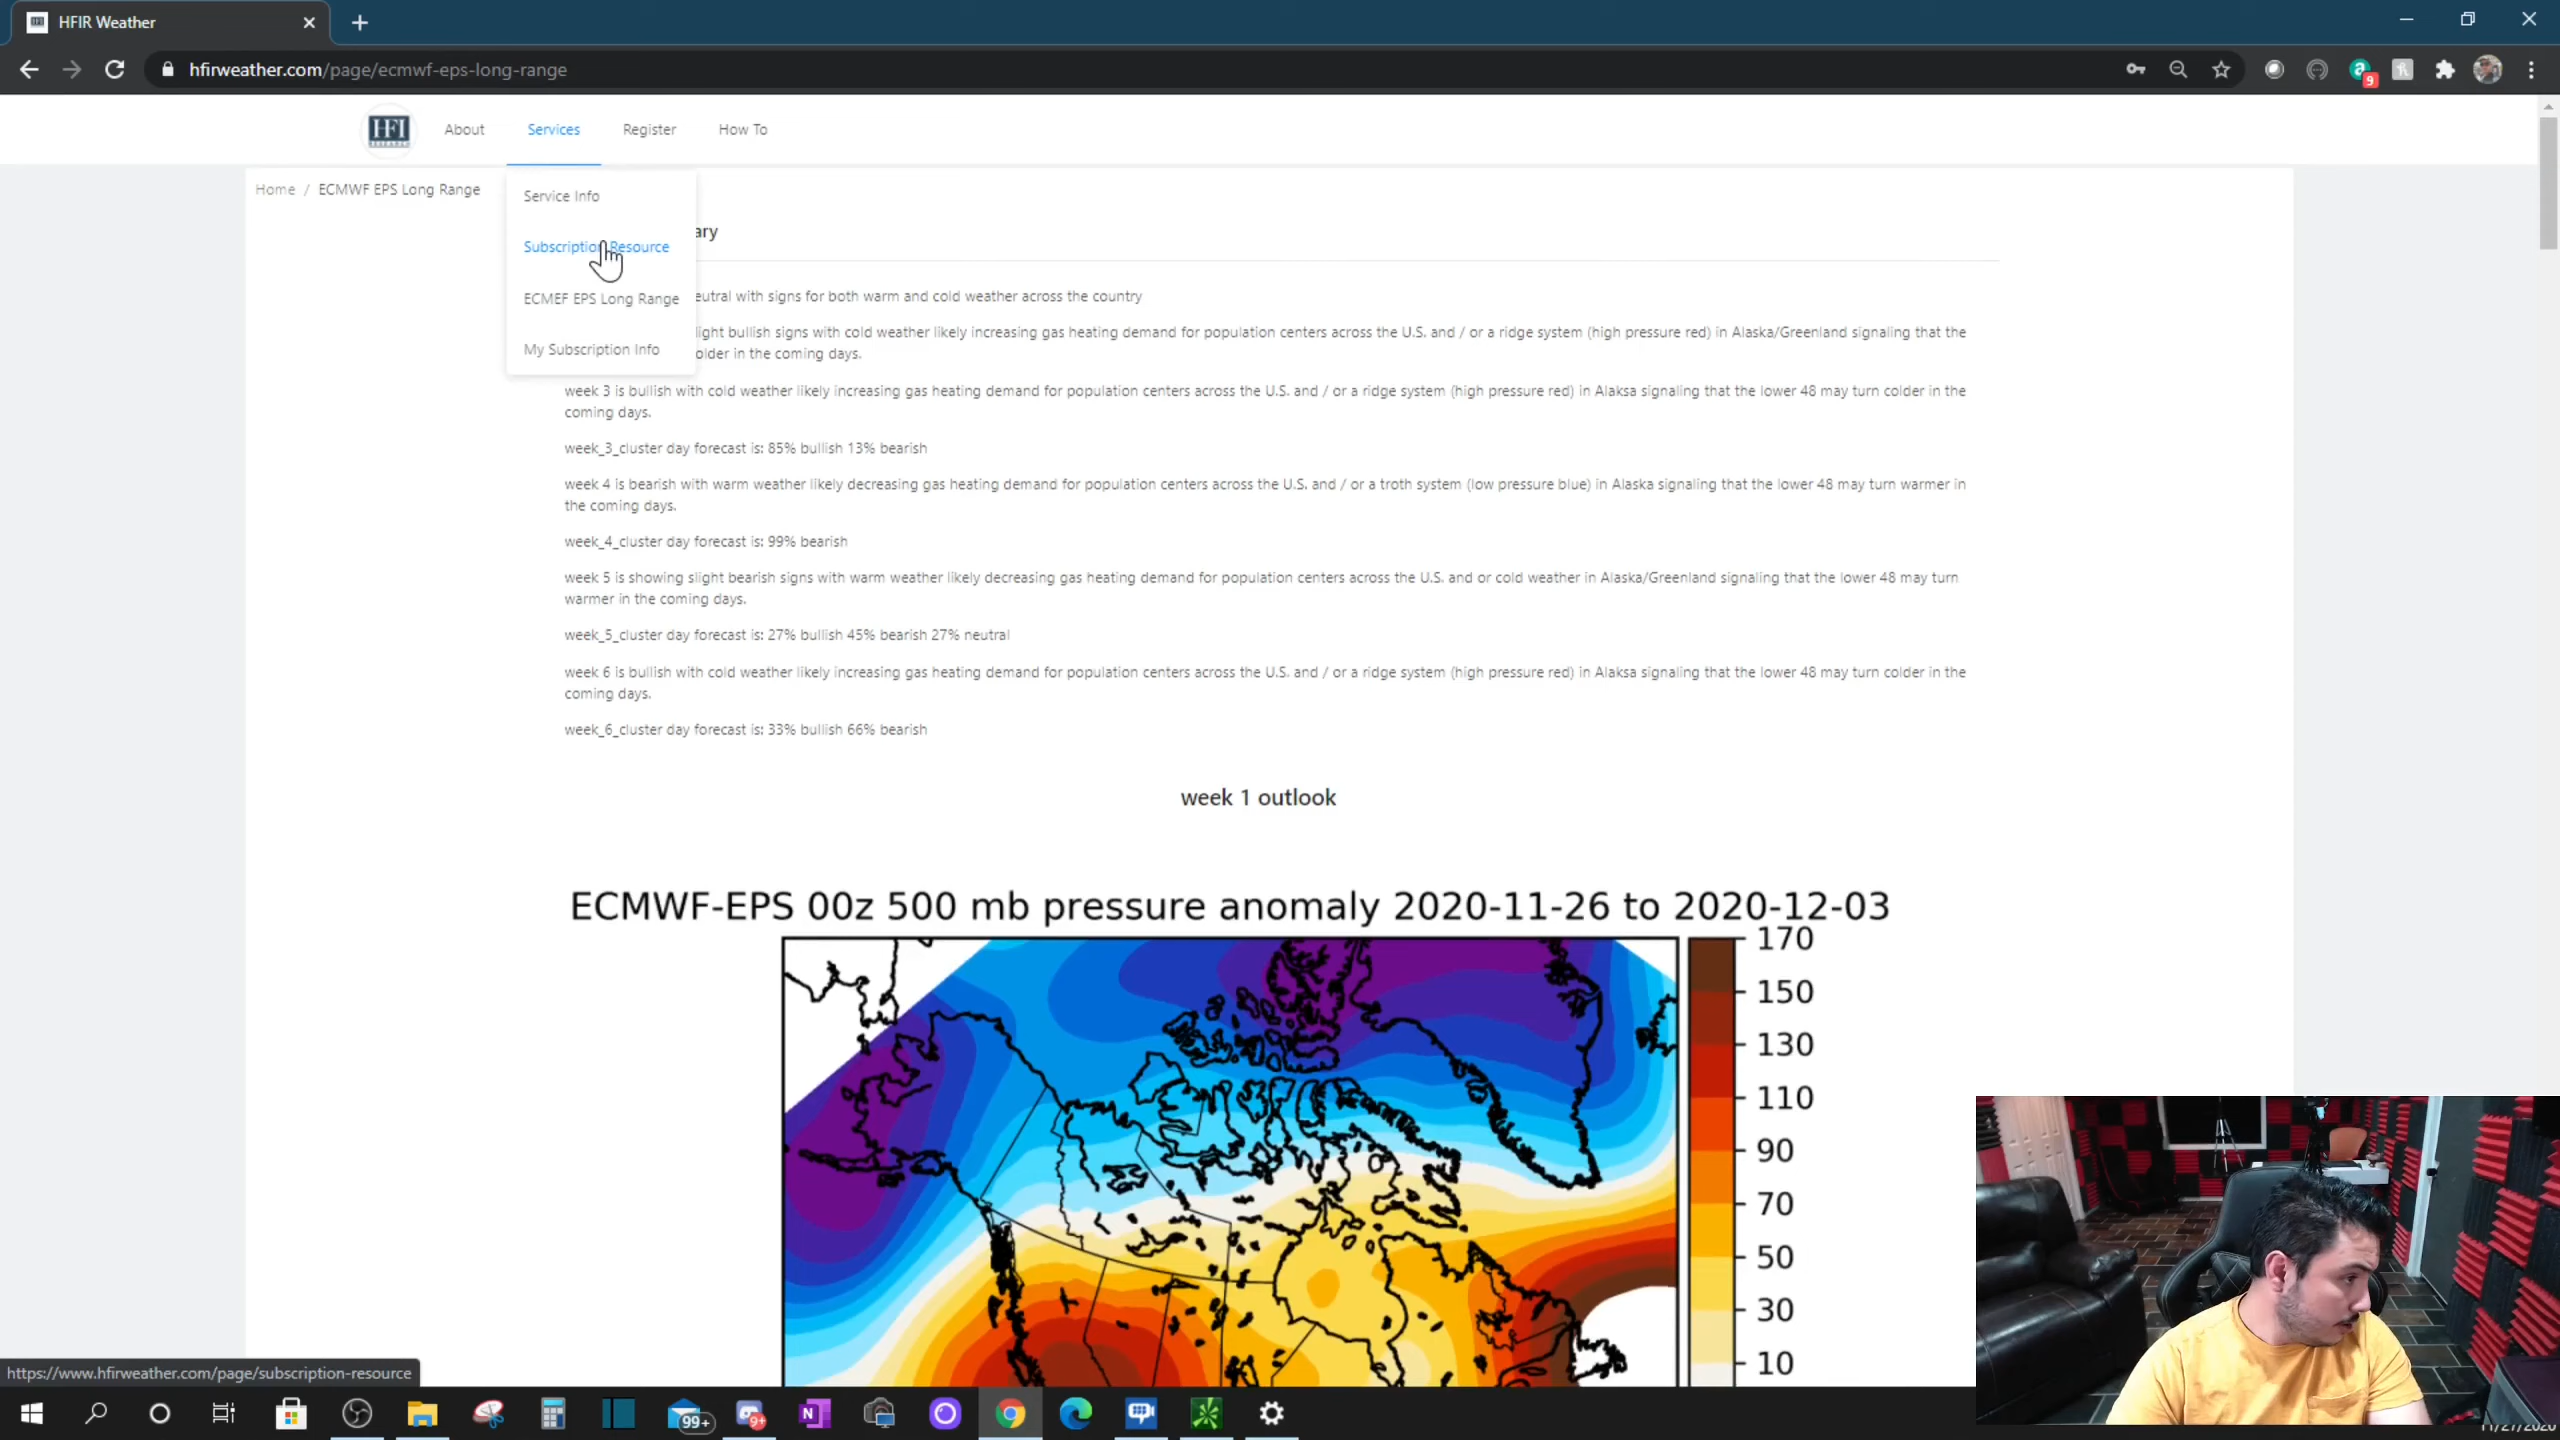 HFIR Weather
hfirweather.com/page/ecmwf-eps-long-range
9
HFI
RESEARCH
About
Services
Register
How To
Home / ECMWF EPS Long Range
Service Info
ary
Subscription Resource
ECMEF EPS Long Range
My Subscription Info
eutral with signs for both warm and cold weather across the country
light bullish signs with cold weather likely increasing gas heating demand for population centers across the U.S. and / or a ridge system (high pressure red) in Alaska/Greenland signaling that the
older in the coming days.
week 3 is bullish with cold weather likely increasing gas heating demand for population centers across the U.S. and / or a ridge system (high pressure red) in Alaksa signaling that the lower 48 may turn colder in the
coming days.
week_3_cluster day forecast is: 85% bullish 13% bearish
week 4 is bearish with warm weather likely decreasing gas heating demand for population centers across the U.S. and / or a troth system (low pressure blue) in Alaska signaling that the lower 48 may turn warmer in
the coming days.
week_4_cluster day forecast is: 99% bearish
week 5 is showing slight bearish signs with warm weather likely decreasing gas heating demand for population centers across the U.S. and or cold weather in Alaska/Greenland signaling that the lower 48 may turn
warmer in the coming days.
week_5_cluster day forecast is: 27% bullish 45% bearish 27% neutral
week 6 is bullish with cold weather likely increasing gas heating demand for population centers across the U.S. and / or a ridge system (high pressure red) in Alaksa signaling that the lower 48 may turn colder in the
coming days.
week_6_cluster day forecast is: 33% bullish 66% bearish
week 1 outlook
ECMWF-EPS 00z 500 mb pressure anomaly 2020-11-26 to 2020-12-03
170
150
130
110
90
70
50
30
10
https://www.hfirweather.com/page/subscription-resource
99+
9+
N
11/27/2020